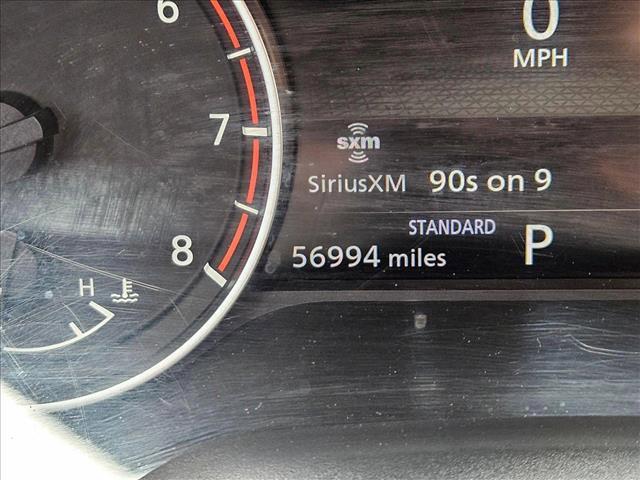 6
0
MPH
7
sxm
SiriusXM 90s on 9
STANDARD
8
56994 miles P
H